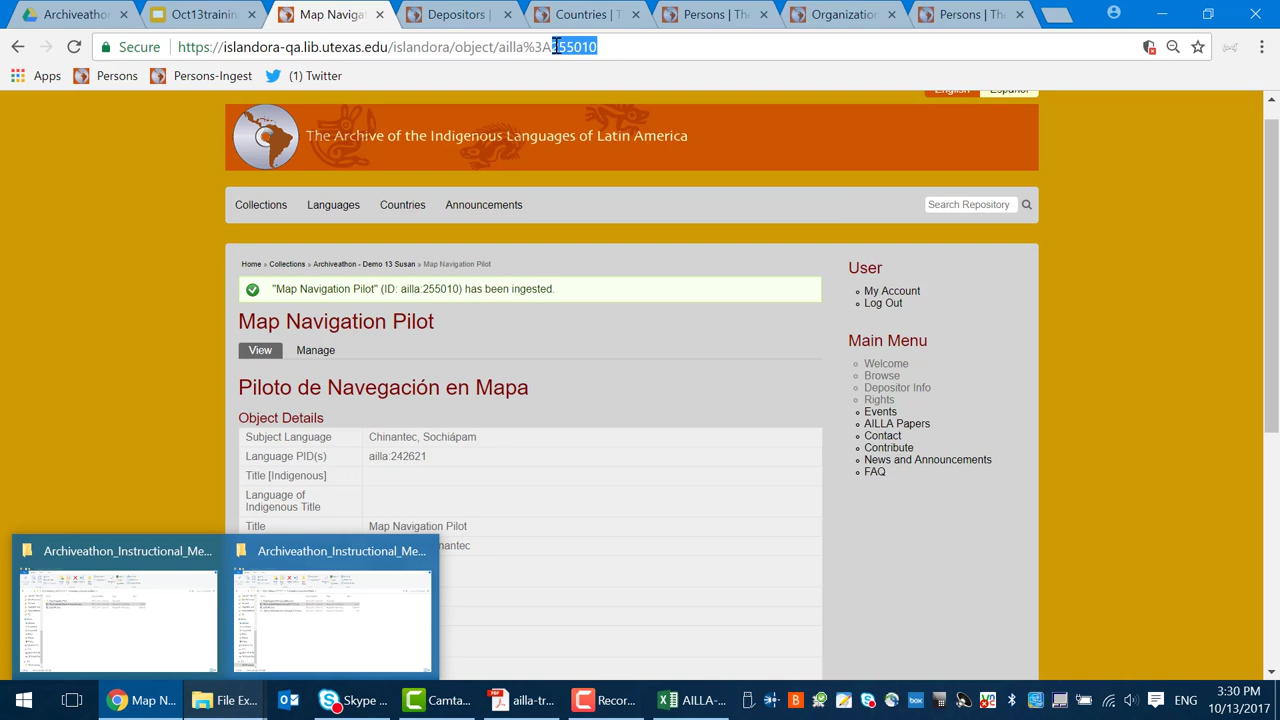 Archiveathon
Oct13training
Map Naviga
Depositors |
Countries | T
Persons | The
Organization
Persons | The
Secure
https://islandora-qa.lib.utexas.edu/islandora/object/ailla%3A255010
Apps
Persons
Persons-Ingest
(1) Twitter
English
Español
The Archive of the Indigenous Languages of Latin America
Collections
Languages
Countries
Announcements
Search Repository
Home » Collections » Archiveathon - Demo 13 Susan » Map Navigation Pilot
"Map Navigation Pilot" (ID: ailla:255010) has been ingested.
Map Navigation Pilot
View
Manage
Piloto de Navegación en Mapa
Object Details
Subject Language
Chinantec, Sochiápam
Language PID(s)
ailla:242621
Title [Indigenous]
Language of
Indigenous Title
Title
Map Navigation Pilot
mantec
User
My Account
Log Out
Main Menu
Welcome
Browse
Depositor Info
Rights
Events
AILLA Papers
Contact
Contribute
News and Announcements
FAQ
Archiveathon_Instructional_Me...
Archiveathon_Instructional_Me...
Map N...
File Ex...
Skype ...
Camta...
aila-tr...
Recor...
AILLA-...
ENG
3:30 PM
10/13/2017